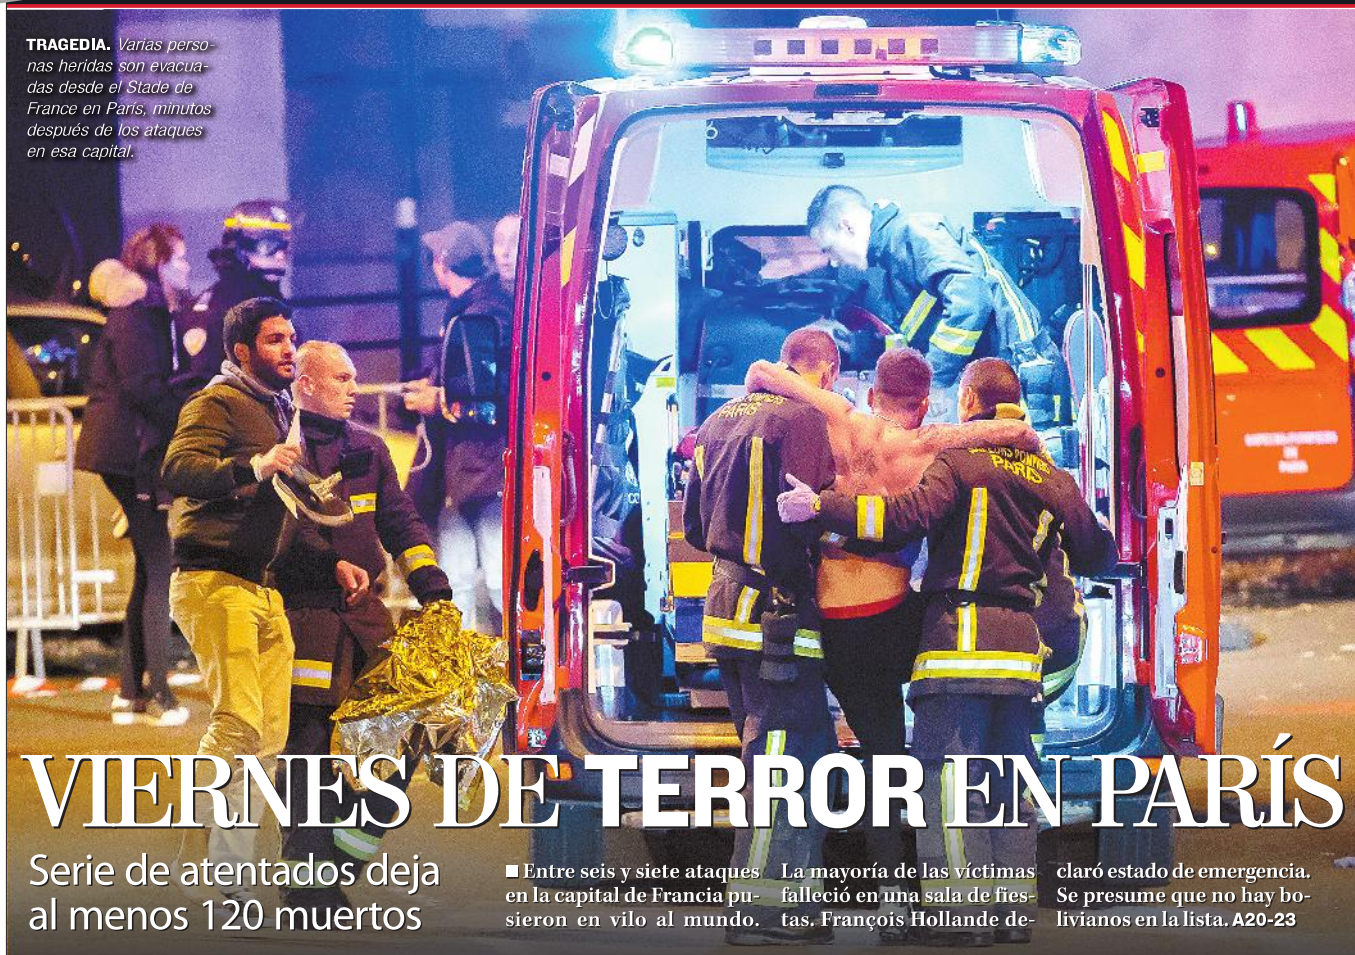 TRAGEDIA. Varias perso-
nas heridas son evacua-
das desde el Stade de
France en París, minutos
después de los ataques
en esa capital.
PARIS
POMPIERS
PARIS
VIERNES DE TERROR EN PARÍS
Serie de atentados deja
al menos 120 muertos
■ Entre seis y siete ataques
en la capital de Francia pu-
sieron en vilo al mundo.
La mayoría de las víctimas
falleció en una sala de fies-
tas. François Hollande de-
claró estado de emergencia.
Se presume que no hay bo-
livianos en la lista. A20-23